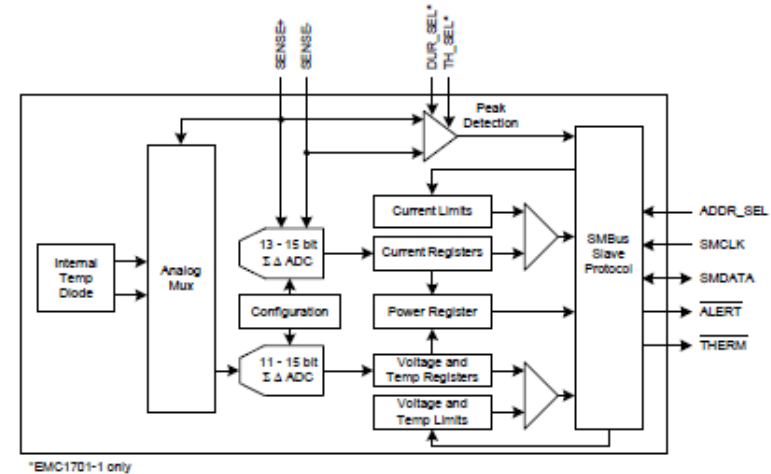 SENSE+
SENSE-
DUR_SEL*
TH_SEL*
Peak
Detection
Current Limits
ADDR_SEL
13 - 15 bit
Σ Δ ADC
Current Registers
SMBus
Slave
Protocol
SMCLK
Internal
Temp
Diode
Analog
Mux
SMDATA
Configuration
Power Register
ALERT
THERM
11 - 15 bit
Σ Δ ADC
Voltage and
Temp Registers
Voltage and
Temp Limits
*EMC1701-1 only